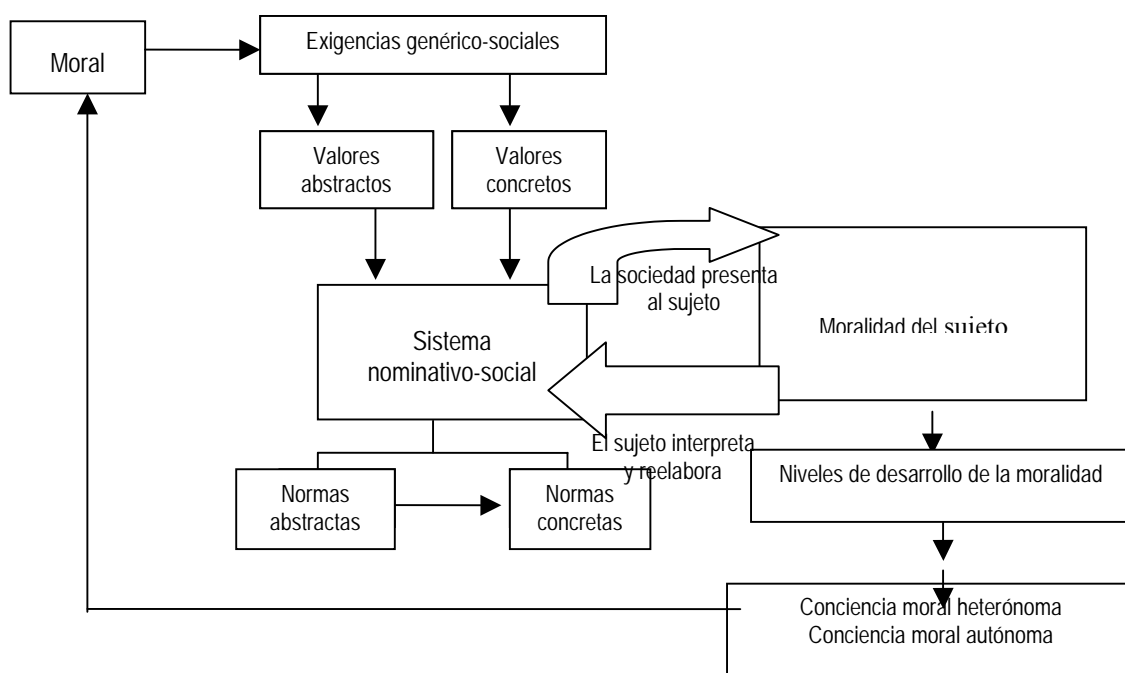 Moral
Exigencias genérico-sociales
Valores
abstractos
Valores
concretos
La sociedad presenta
al sujeto
Sistema
nominativo-social
Moralidad del sujeto
El sujeto interpreta
y reelabora
Normas
abstractas
Normas
concretas
Niveles de desarrollo de la moralidad
Conciencia moral heterónoma
Conciencia moral autónoma